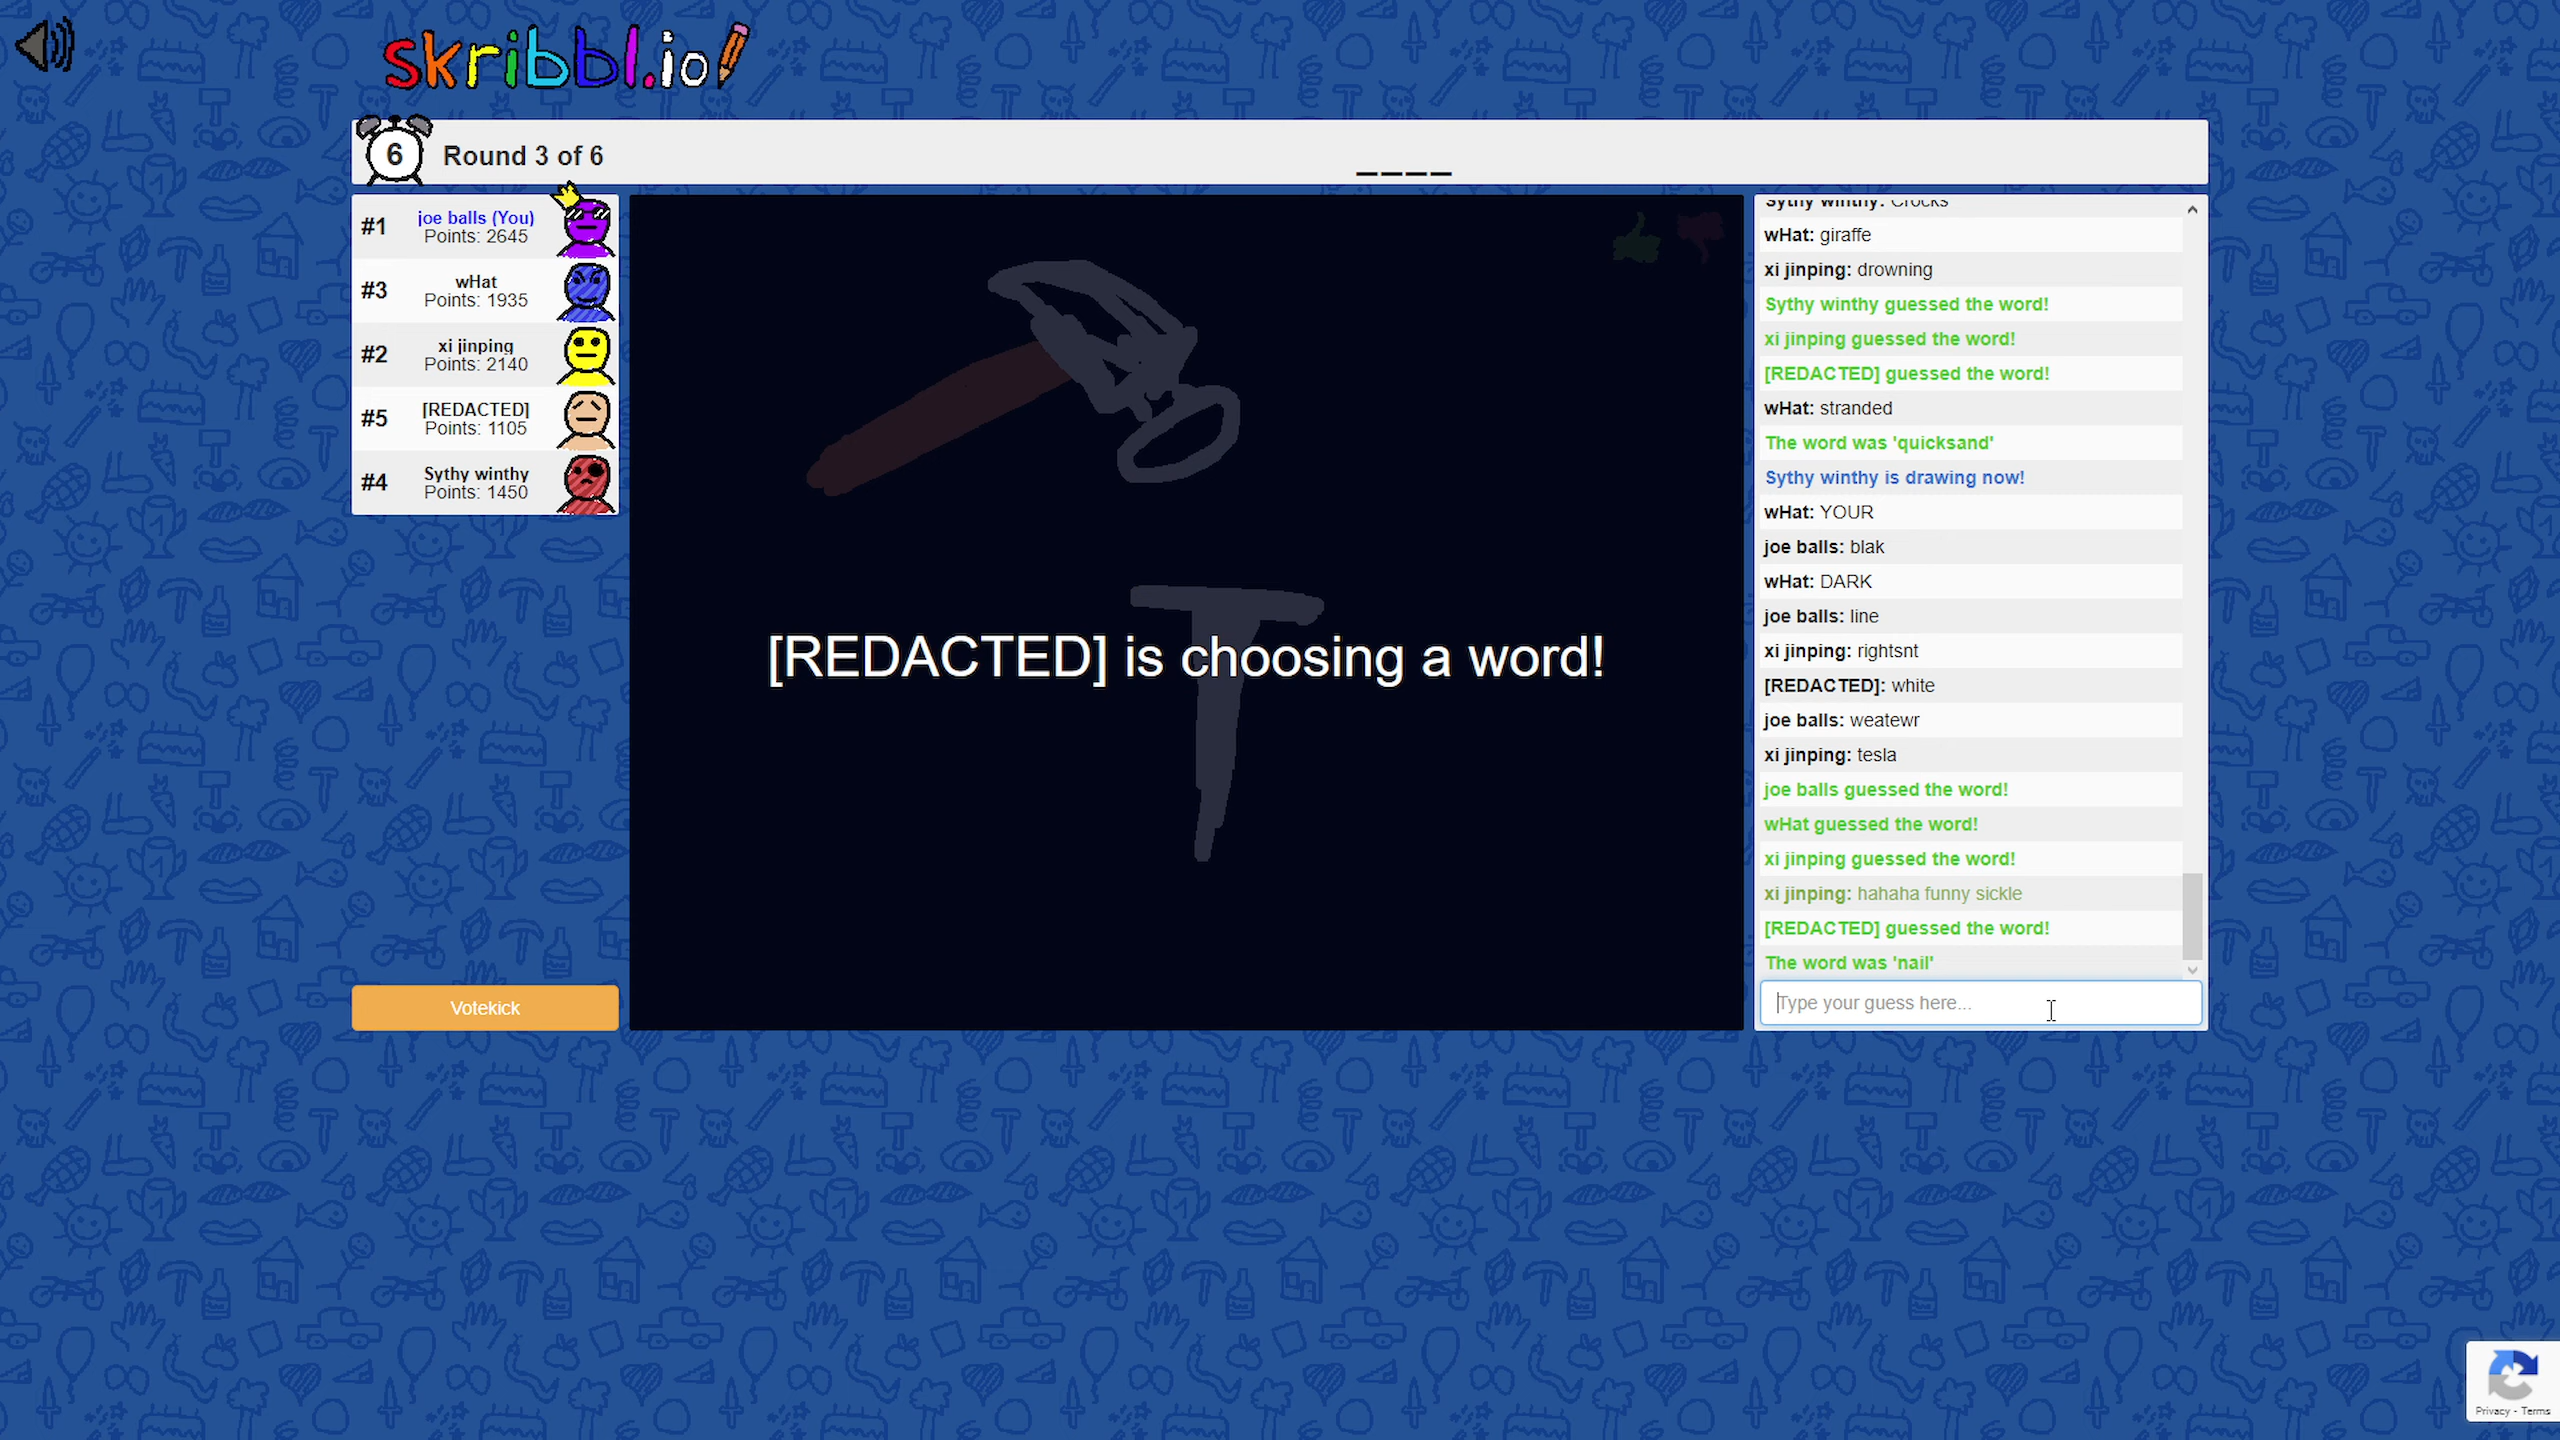 skribbl.io
6
Round 3 of 6
_ _ _ _
#1
joe balls (You)
Points: 2645
#3
wHat
Points: 1935
#2
xi jinping
Points: 2140
#5
[REDACTED]
Points: 1105
#4
Sythy winthy
Points: 1450
Votekick
[REDACTED] is choosing a word!
Sythy winthy: Crocks
wHat: giraffe
xi jinping: drowning
Sythy winthy guessed the word!
xi jinping guessed the word!
[REDACTED] guessed the word!
wHat: stranded
The word was 'quicksand'
Sythy winthy is drawing now!
wHat: YOUR
joe balls: blak
wHat: DARK
joe balls: line
xi jinping: rightsnt
[REDACTED]: white
joe balls: weatewr
xi jinping: tesla
joe balls guessed the word!
wHat guessed the word!
xi jinping guessed the word!
xi jinping: hahaha funny sickle
[REDACTED] guessed the word!
The word was 'nail'
Type your guess here...
Privacy - Terms